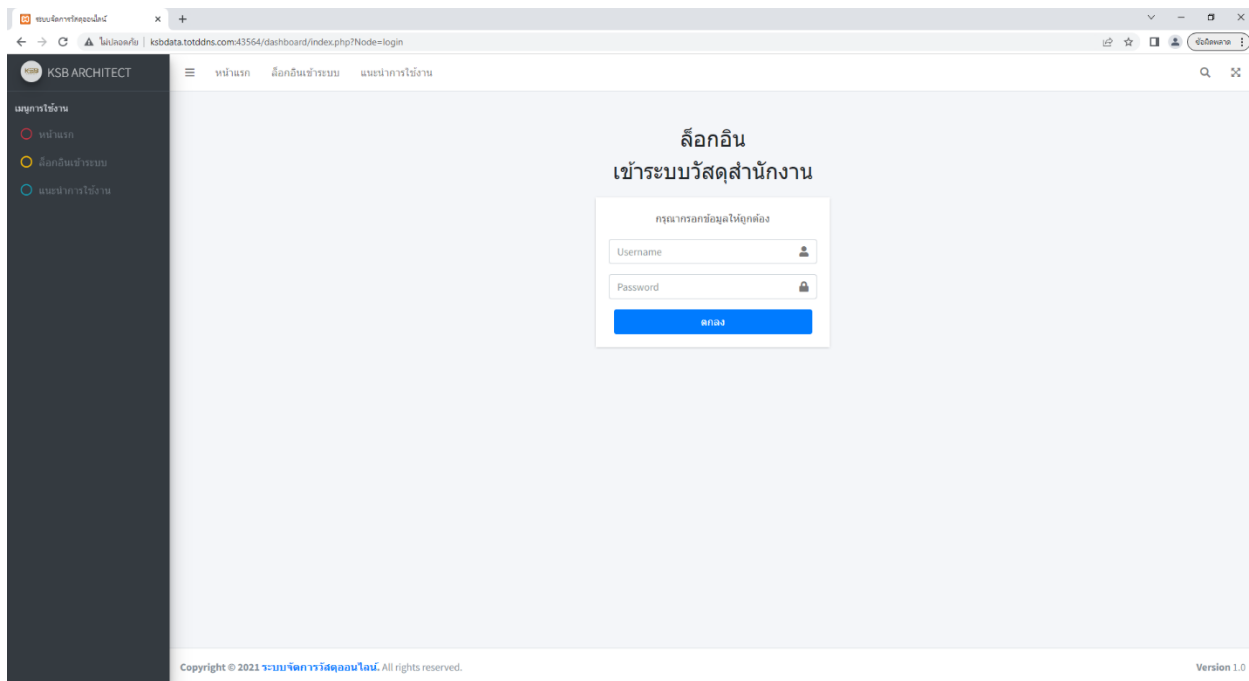 ระบบจัดการวัสดุออนไลน์
ไม่ปลอดภัย ksbdata.totddns.com:43564/dashboard/index.php?Node=login
ข้อผิดพลาด
KSB ARCHITECT
หน้าแรก ล็อกอินเข้าระบบ แนะนำการใช้งาน
เมนูการใช้งาน
หน้าแรก
ล็อกอินเข้าระบบ
แนะนำการใช้งาน
ล็อกอิน
เข้าระบบวัสดุสำนักงาน
กรุณากรอกข้อมูลให้ถูกต้อง
Username
Password
ตกลง
Copyright © 2021 ระบบจัดการวัสดุออนไลน์. All rights reserved.
Version 1.0